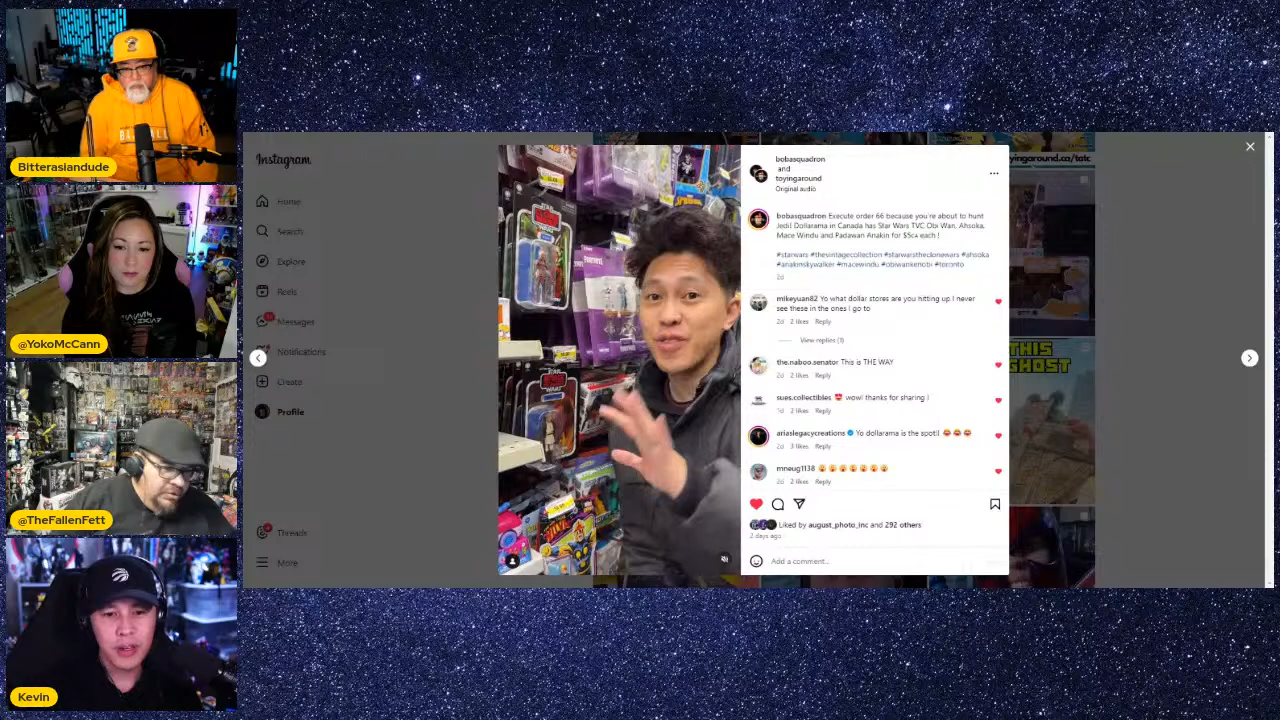 Bitterasiandude
@YokoMcCann
@TheFallenFett
Kevin
Instagram
Home
Explore
Reels
Messages
Notifications
Create
Profile
Threads
More
bobasquadron
and
toyingaround
Original audio
bobasquadron Execute order 66 because you're about to hunt
Jedi! Dollarama in Canada has Star Wars TVC Obi Wan, Ahsoka,
Mace Windu and Padawan Anakin for each !
#starwars #thevintagecollection #starwarstheclonewars #ahsoka
#anakinskywalker #macewindu #obiwankenobi #toronto
2d
mikeyuan82 Yo what dollar stores are you hitting up I never
see these in the ones I go to
2d 2 likes Reply
View replies (1)
the.naboo.senator This is THE WAY
2d 2 likes Reply
sues.collectibles 😍 wow! thanks for sharing !
1d 2 likes Reply
ariaslegacycreations Yo dollarama is the spot!! 😂😂😂
2d 3 likes Reply
mneug1138
2d 2 likes Reply
Liked by august_photo_inc and 292 others
2 days ago
Add a comment...
yingaround.co/tatc
THIS
GHOST